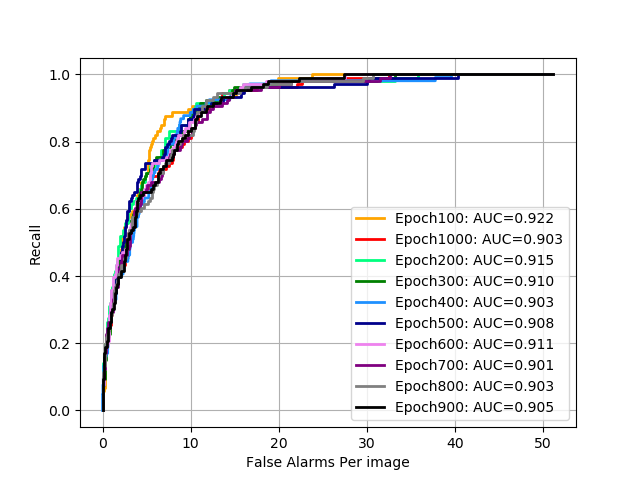 1.0
0.8
0.6
0.4
0.2
0.0
Recall
0 10 20 30 40 50
False Alarms Per image
Epoch100: AUC=0.922
Epoch1000: AUC=0.903
Epoch200: AUC=0.915
Epoch300: AUC=0.910
Epoch400: AUC=0.903
Epoch500: AUC=0.908
Epoch600: AUC=0.911
Epoch700: AUC=0.901
Epoch800: AUC=0.903
Epoch900: AUC=0.905